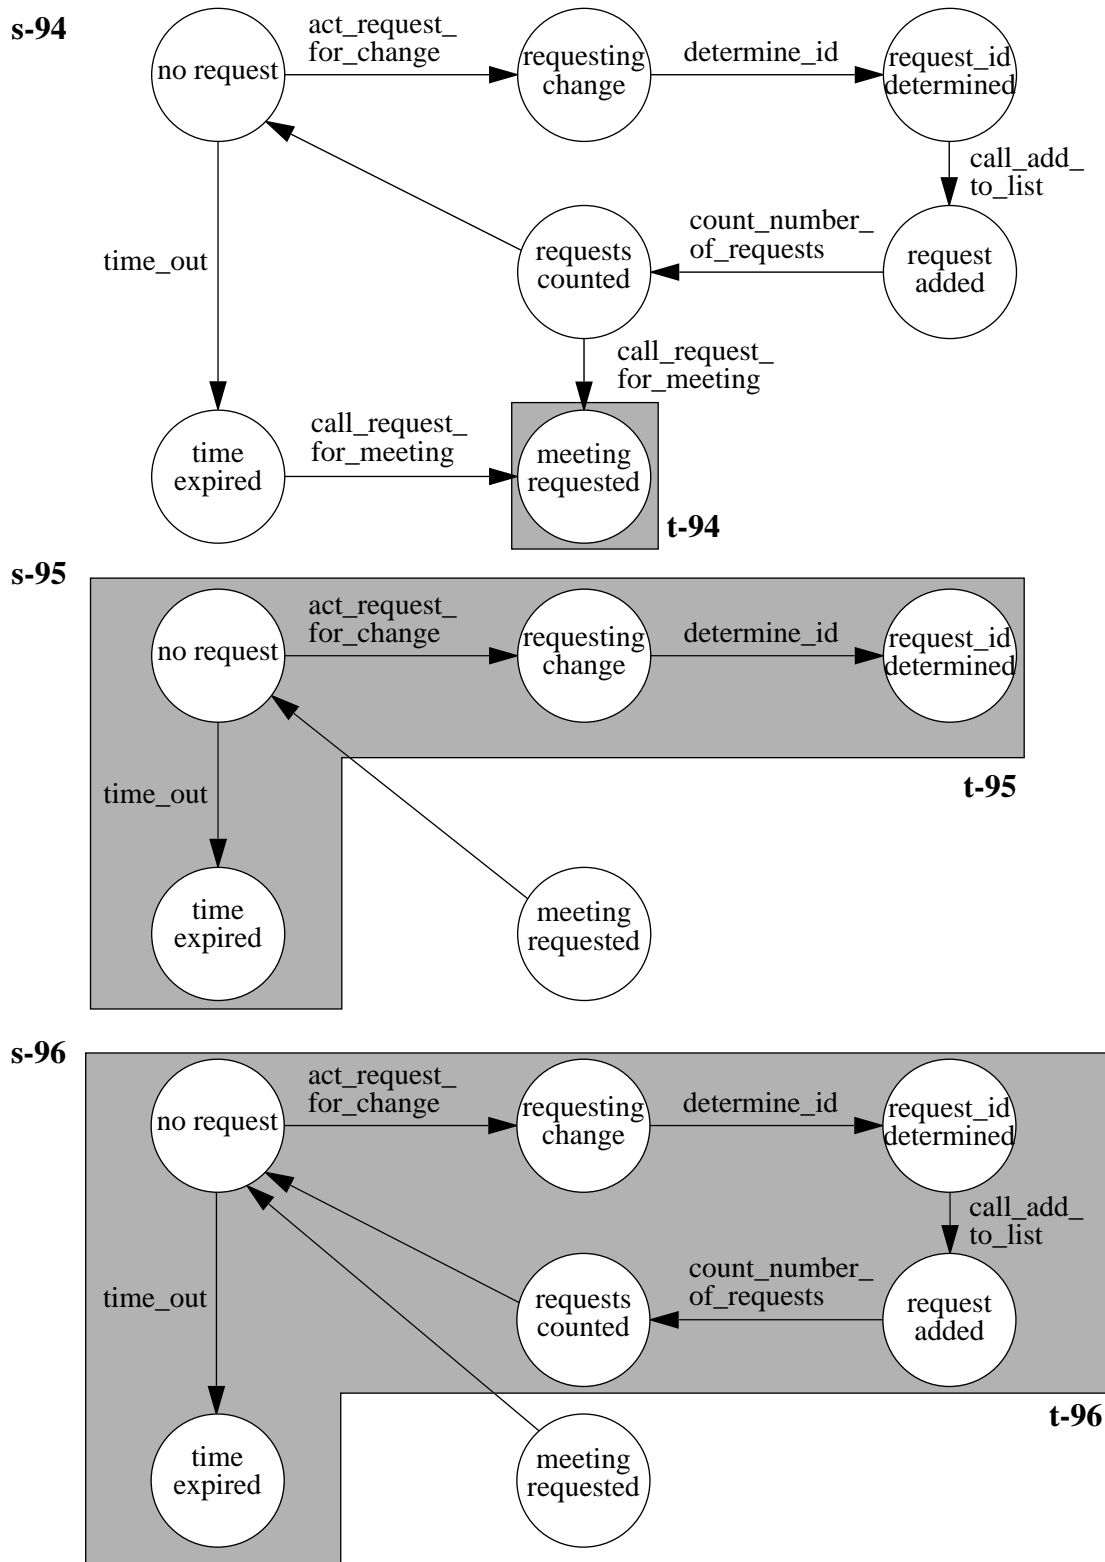 s-94
no request
act_request_
for_change
requesting
change
determine_id
request_id
determined
call_add_
to_list
time_out
requests
counted
count_number_
of_requests
request
added
call_request_
for_meeting
time
expired
call_request_
for_meeting
meeting
requested
t-94
s-95
no request
act_request_
for_change
requesting
change
determine_id
request_id
determined
time_out
t-95
time
expired
meeting
requested
s-96
no request
act_request_
for_change
requesting
change
determine_id
request_id
determined
call_add_
to_list
time_out
requests
counted
count_number_
of_requests
request
added
t-96
time
expired
meeting
requested